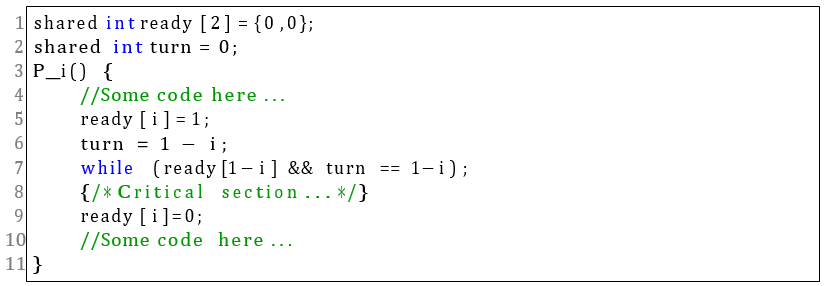 1 shared int ready [2] = {0,0};
2 shared int turn = 0;
3 P_i() {
4 //Some code here ...
5 ready[i]=1;
6 turn = 1 - i;
7 while (ready[1-i] && turn == 1-i);
8 {/*Critical section ...*/}
9 ready[i]=0;
10 //Some code here ...
11 }